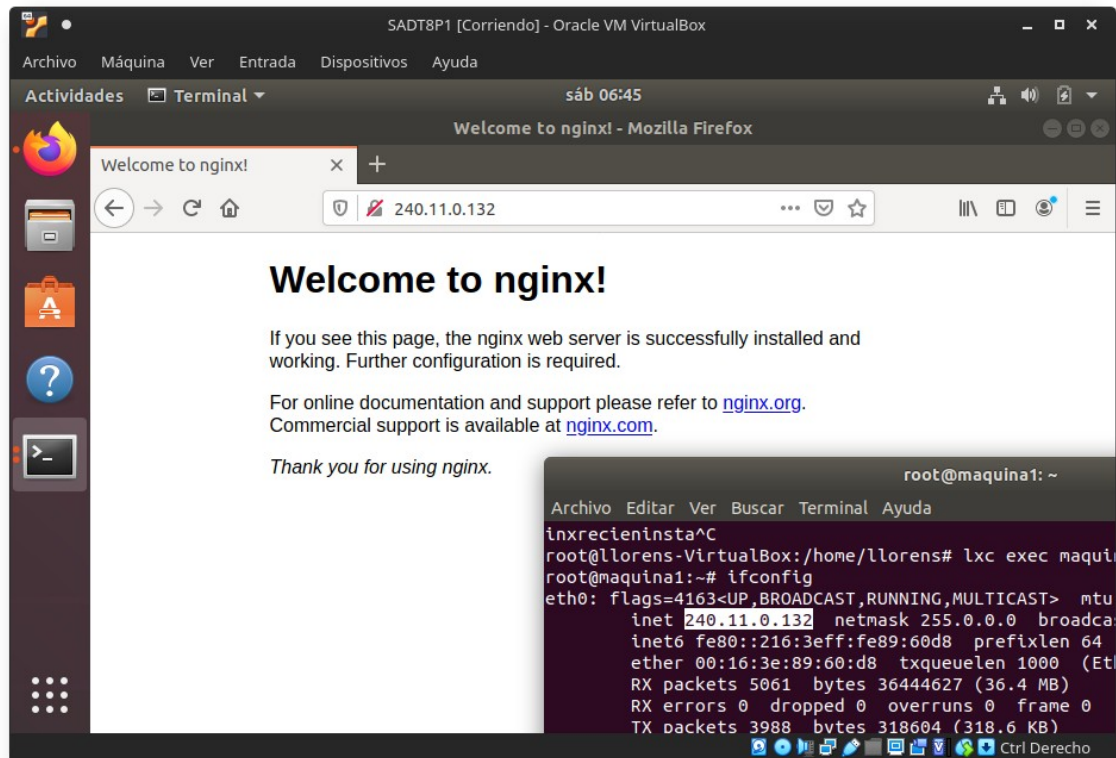 SADT8P1 [Corriendo] - Oracle VM VirtualBox
Archivo Máquina Ver Entrada Dispositivos Ayuda
Actividades Terminal sáb 06:45
Welcome to nginx! - Mozilla Firefox
Welcome to nginx!
240.11.0.132
Welcome to nginx!
If you see this page, the nginx web server is successfully installed and
working. Further configuration is required.
For online documentation and support please refer to nginx.org.
Commercial support is available at nginx.com.
Thank you for using nginx.
root@maquina1: ~
Archivo Editar Ver Buscar Terminal Ayuda
inxrecieninsta^C
root@llorens-VirtualBox:/home/llorens# lxc exec maqui
root@maquina1:~# ifconfig
eth0: flags=4163<UP,BROADCAST,RUNNING,MULTICAST> mtu
inet 240.11.0.132 netmask 255.0.0.0 broadca
inet6 fe80::216:3eff:fe89:60d8 prefixlen 64
ether 00:16:3e:89:60:d8 txqueuelen 1000 (Et
RX packets 5061 bytes 36444627 (36.4 MB)
RX errors 0 dropped 0 overruns 0 frame 0
TX packets 3988 bytes 318604 (318.6 KB)
Ctrl Derecho